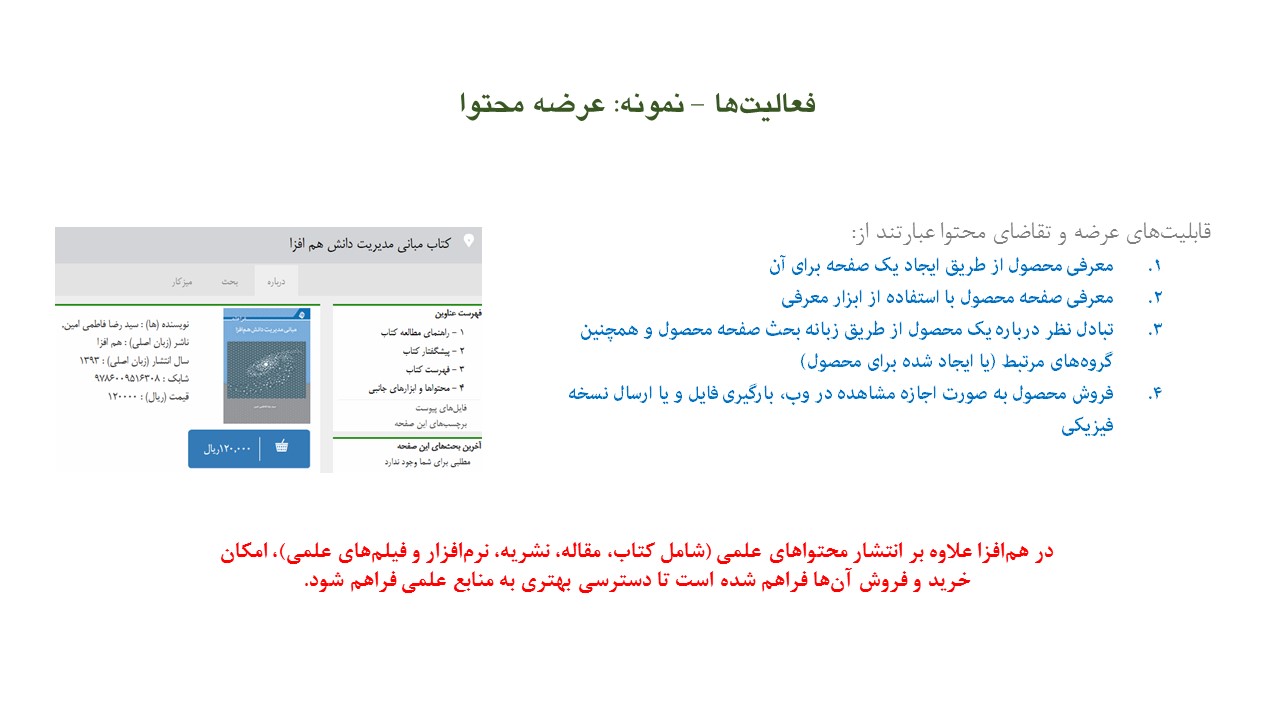 فعالیت‌ها – نمونه: عرضه محتوا
قابلیت‌های عرضه و تقاضای محتوا عبارتند از:
۱. معرفی محصول از طریق ایجاد یک صفحه برای آن
۲. معرفی صفحه محصول با استفاده از ابزار معرفی
۳. تبادل نظر درباره یک محصول از طریق زبانه بحث صفحه محصول و همچنین
گروه‌های مرتبط (یا ایجاد شده برای محصول)
۴. فروش محصول به صورت اجازه مشاهده در وب، بارگیری فایل و یا ارسال نسخه
فیزیکی
کتاب مبانی مدیریت دانش هم افزا
درباره بحث میزکار
فهرست عناوین
۱ - راهنمای مطالعه کتاب
۲ - پیشگفتار کتاب
۳ - فهرست کتاب
۴ - محتواها و ابزارهای جانبی
فایل‌های پیوست
برچسب‌های این صفحه
آخرین بحث‌های این صفحه
مطلبی برای شما وجود ندارد
مبانی مدیریت دانش هم‌افزا
نویسنده (ها) : سید رضا فاطمی امین،
ناشر (زبان اصلی) : هم افزا
سال انتشار (زبان اصلی) : ۱۳۹۳
شابک : ۹۷۸۶۰۰۹۵۱۶۳۰۸
قیمت (ریال) : ۱۲۰۰۰۰
۱۲۰,۰۰۰ریال
در هم‌افزا علاوه بر انتشار محتواهای علمی (شامل کتاب، مقاله، نشریه، نرم‌افزار و فیلم‌های علمی)، امکان
خرید و فروش آن‌ها فراهم شده است تا دسترسی بهتری به منابع علمی فراهم شود.